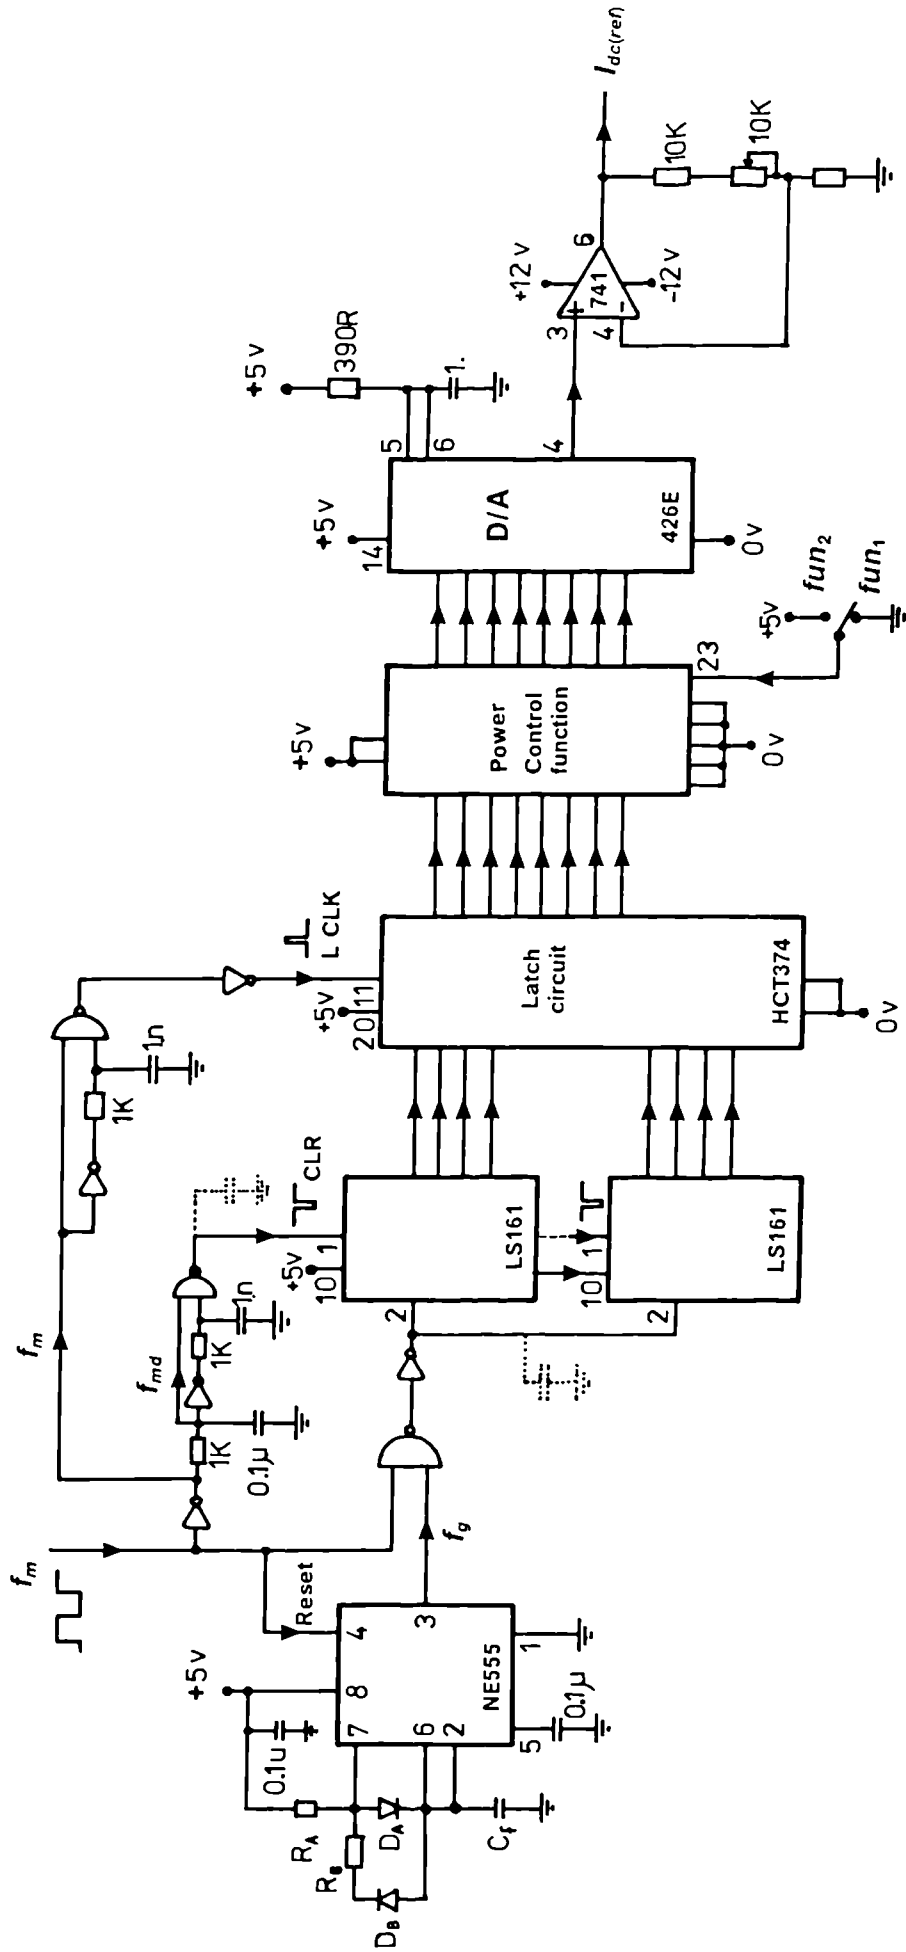 f_m
Reset
+5v
0.1u
R_A
R_B
D_A
D_B
C_f
7
8
4
6
2
3
NE555
5
1
0.1μ
f_g
f_m
f_md
1K
0.1μ
1K
1n
CLR
+5v
10
1
2
LS161
10
1
2
LS161
1K
1n
L CLK
+5v
20
11
Latch
circuit
HCT374
0v
+5v
Power
Control
function
23
0v
+5v
fun_2
fun_1
+5v
14
D/A
426E
0v
5
6
4
+5v
390R
1.
+12v
3
+
4
-
741
6
-12v
I_dc(ref)
10K
10K